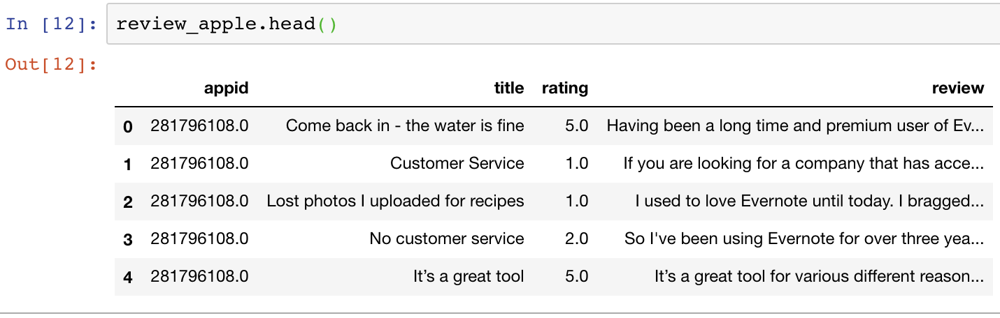 In [12]: review_apple.head()
Out[12]:
appid title rating review
0 281796108.0 Come back in - the water is fine 5.0 Having been a long time and premium user of Ev...
1 281796108.0 Customer Service 1.0 If you are looking for a company that has acce...
2 281796108.0 Lost photos I uploaded for recipes 1.0 I used to love Evernote until today. I bragged...
3 281796108.0 No customer service 2.0 So I've been using Evernote for over three yea...
4 281796108.0 It’s a great tool 5.0 It’s a great tool for various different reason...